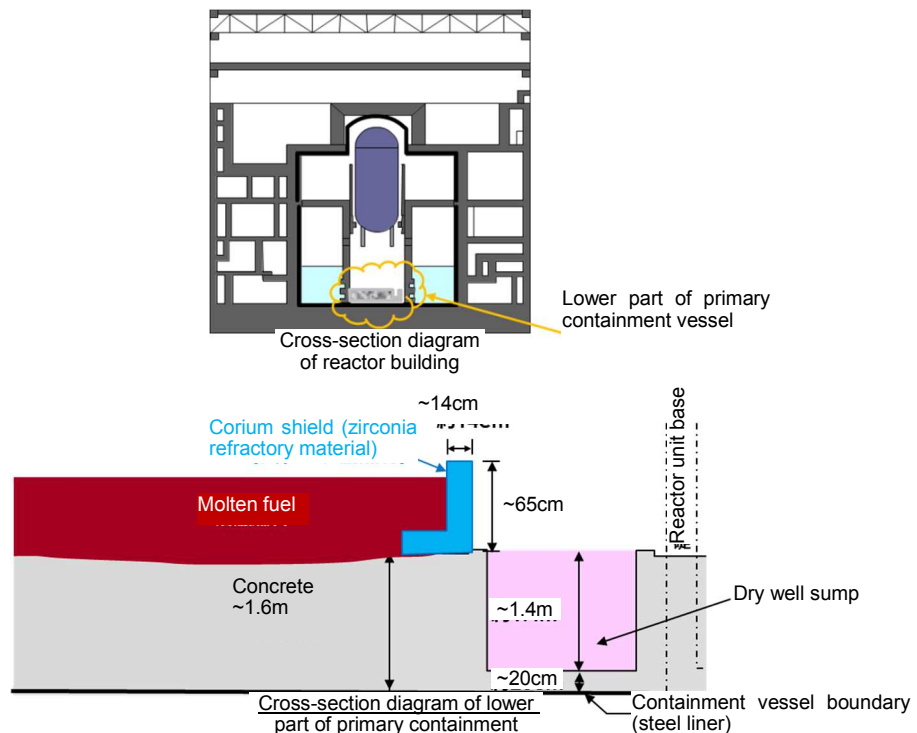 Lower part of primary
containment vessel
Cross-section diagram
of reactor building
~14cm
Corium shield (zirconia
refractory material)
Reactor unit base
Molten fuel
~65cm
Concrete
~1.6m
~1.4m
Dry well sump
~20cm
Cross-section diagram of lower
part of primary containment
Containment vessel boundary
(steel liner)